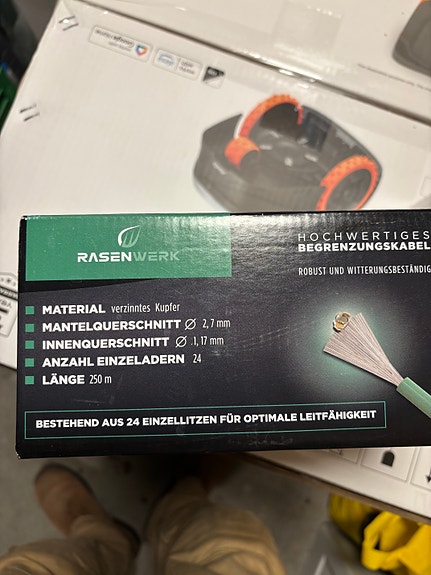 RASENWERK
HOCHWERTIGES
BEGRENZUNGSKABEL
ROBUST UND WITTERUNGSBESTÄNDIG
MATERIAL verzinntes Kupfer
MANTELQUERSCHNITT Ø 2,7 mm
INNENQUERSCHNITT Ø 1,17 mm
ANZAHL EINZELADERN 24
LÄNGE 250 m
BESTEHEND AUS 24 EINZELLITZEN FÜR OPTIMALE LEITFÄHIGKEIT